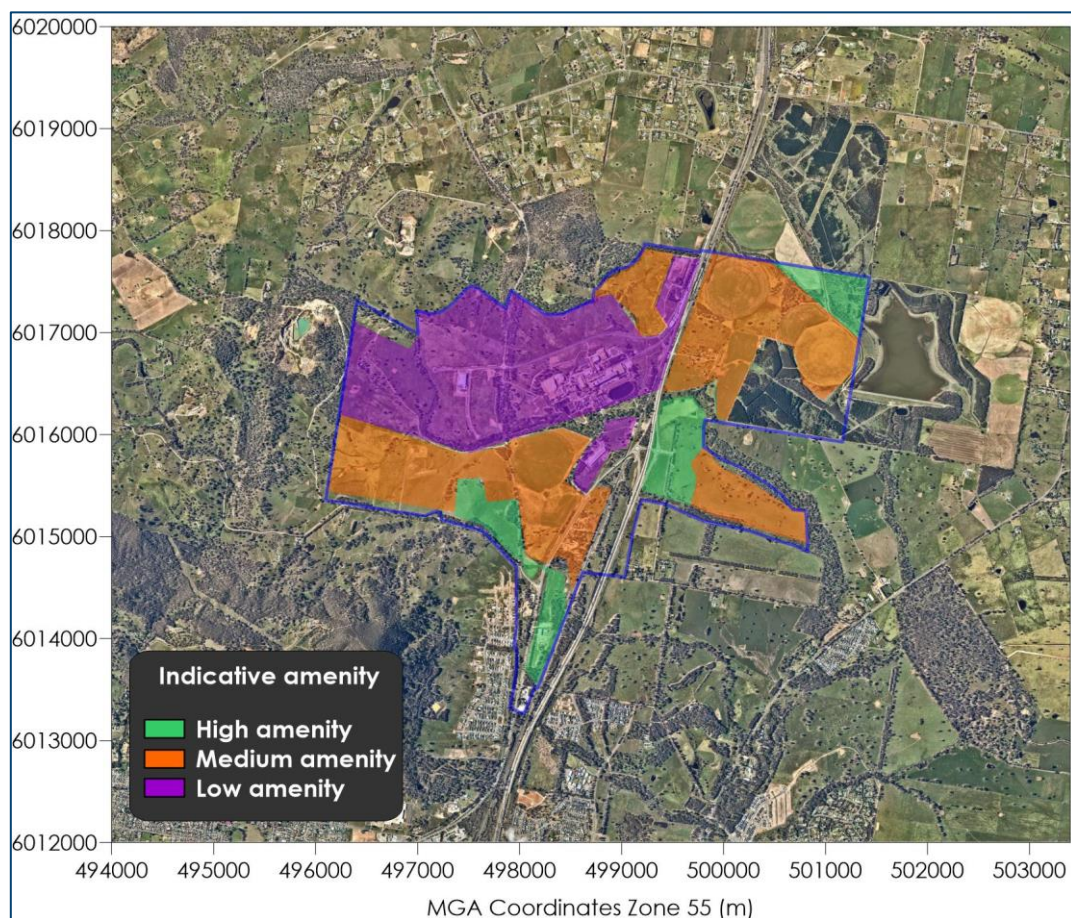 6020000
6019000
6018000
6017000
6016000
6015000
6014000
6013000
6012000
Indicative amenity
High amenity
Medium amenity
Low amenity
494000 495000 496000 497000 498000 499000 500000 501000 502000 503000
MGA Coordinates Zone 55 (m)